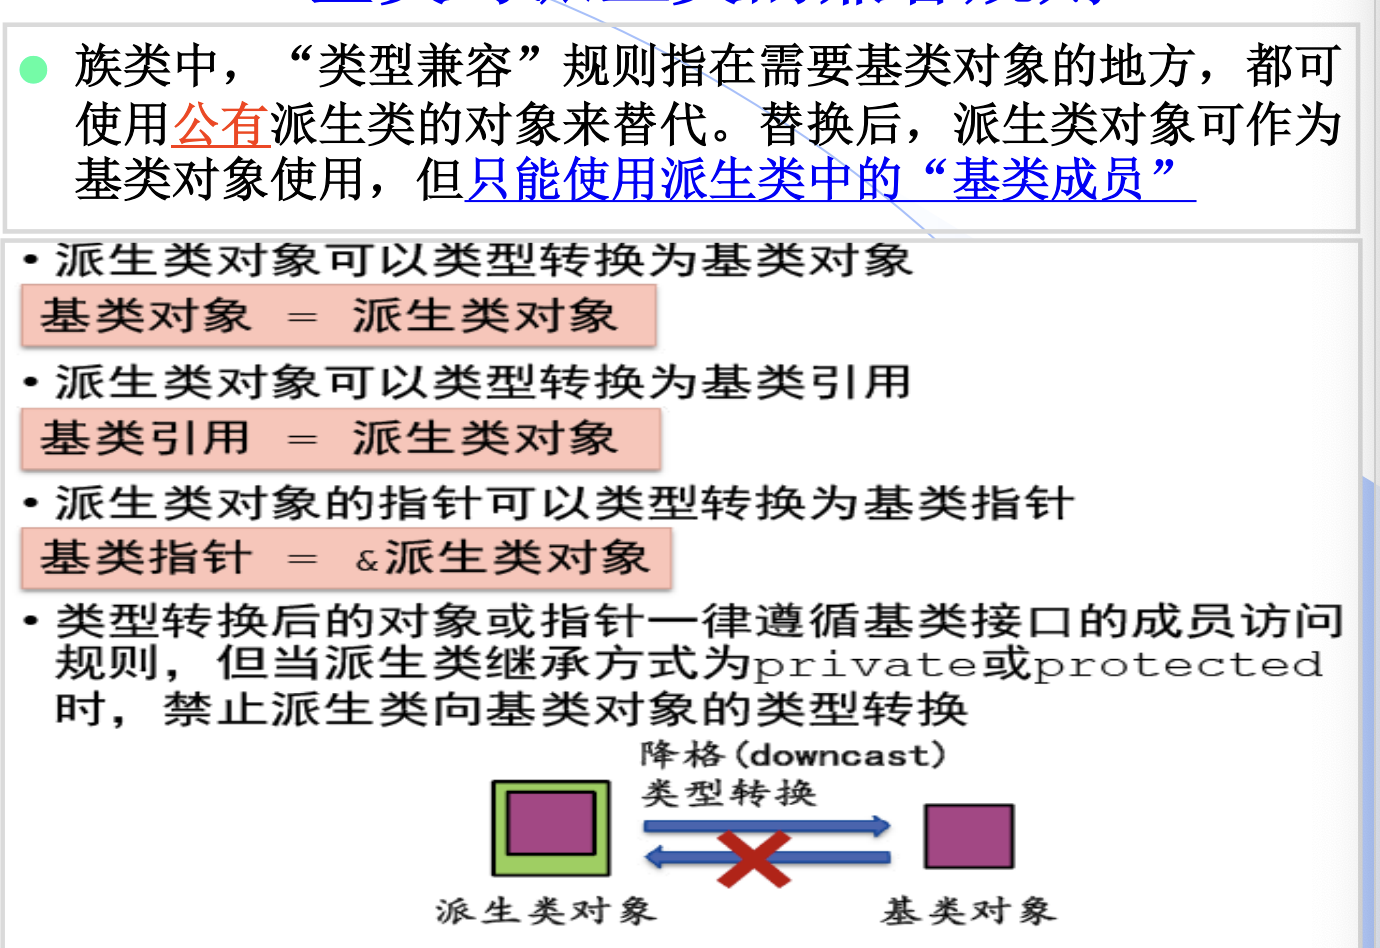 族类中，“类型兼容”规则指在需要基类对象的地方，都可
使用公有派生类的对象来替代。替换后，派生类对象可作为
基类对象使用，但只能使用派生类中的“基类成员”
•派生类对象可以类型转换为基类对象
基类对象 = 派生类对象
•派生类对象可以类型转换为基类引用
基类引用 = 派生类对象
•派生类对象的指针可以类型转换为基类指针
基类指针 = &派生类对象
•类型转换后的对象或指针一律遵循基类接口的成员访问
规则，但当派生类继承方式为private或protected
时，禁止派生类向基类对象的类型转换
降格(downcast)
类型转换
派生类对象
基类对象